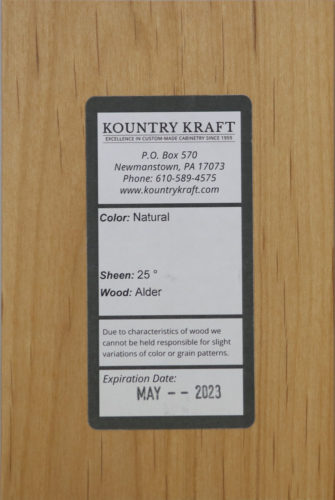 KOUNTRY KRAFT
EXCELLENCE IN CUSTOM-MADE CABINETRY SINCE 1959
P.O. Box 570
Newmanstown, PA 17073
Phone: 610-589-4575
www.kountrykraft.com
Color: Natural
Sheen: 25 °
Wood: Alder
Due to characteristics of wood we
cannot be held responsible for slight
variations of color or grain patterns.
Expiration Date:
MAY -- 2023